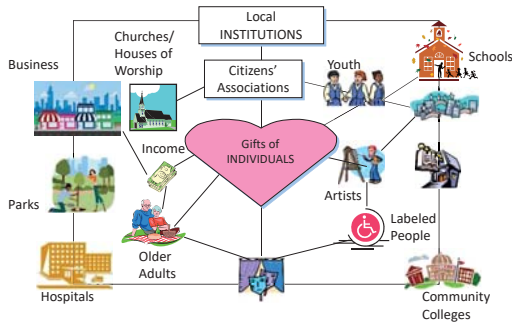 Local
INSTITUTIONS
Churches/
Houses of
Worship
Business
Citizens'
Associations
Youth
Schools
Income
Gifts of
INDIVIDUALS
Parks
Artists
Labeled
People
Older
Adults
Hospitals
Community
Colleges